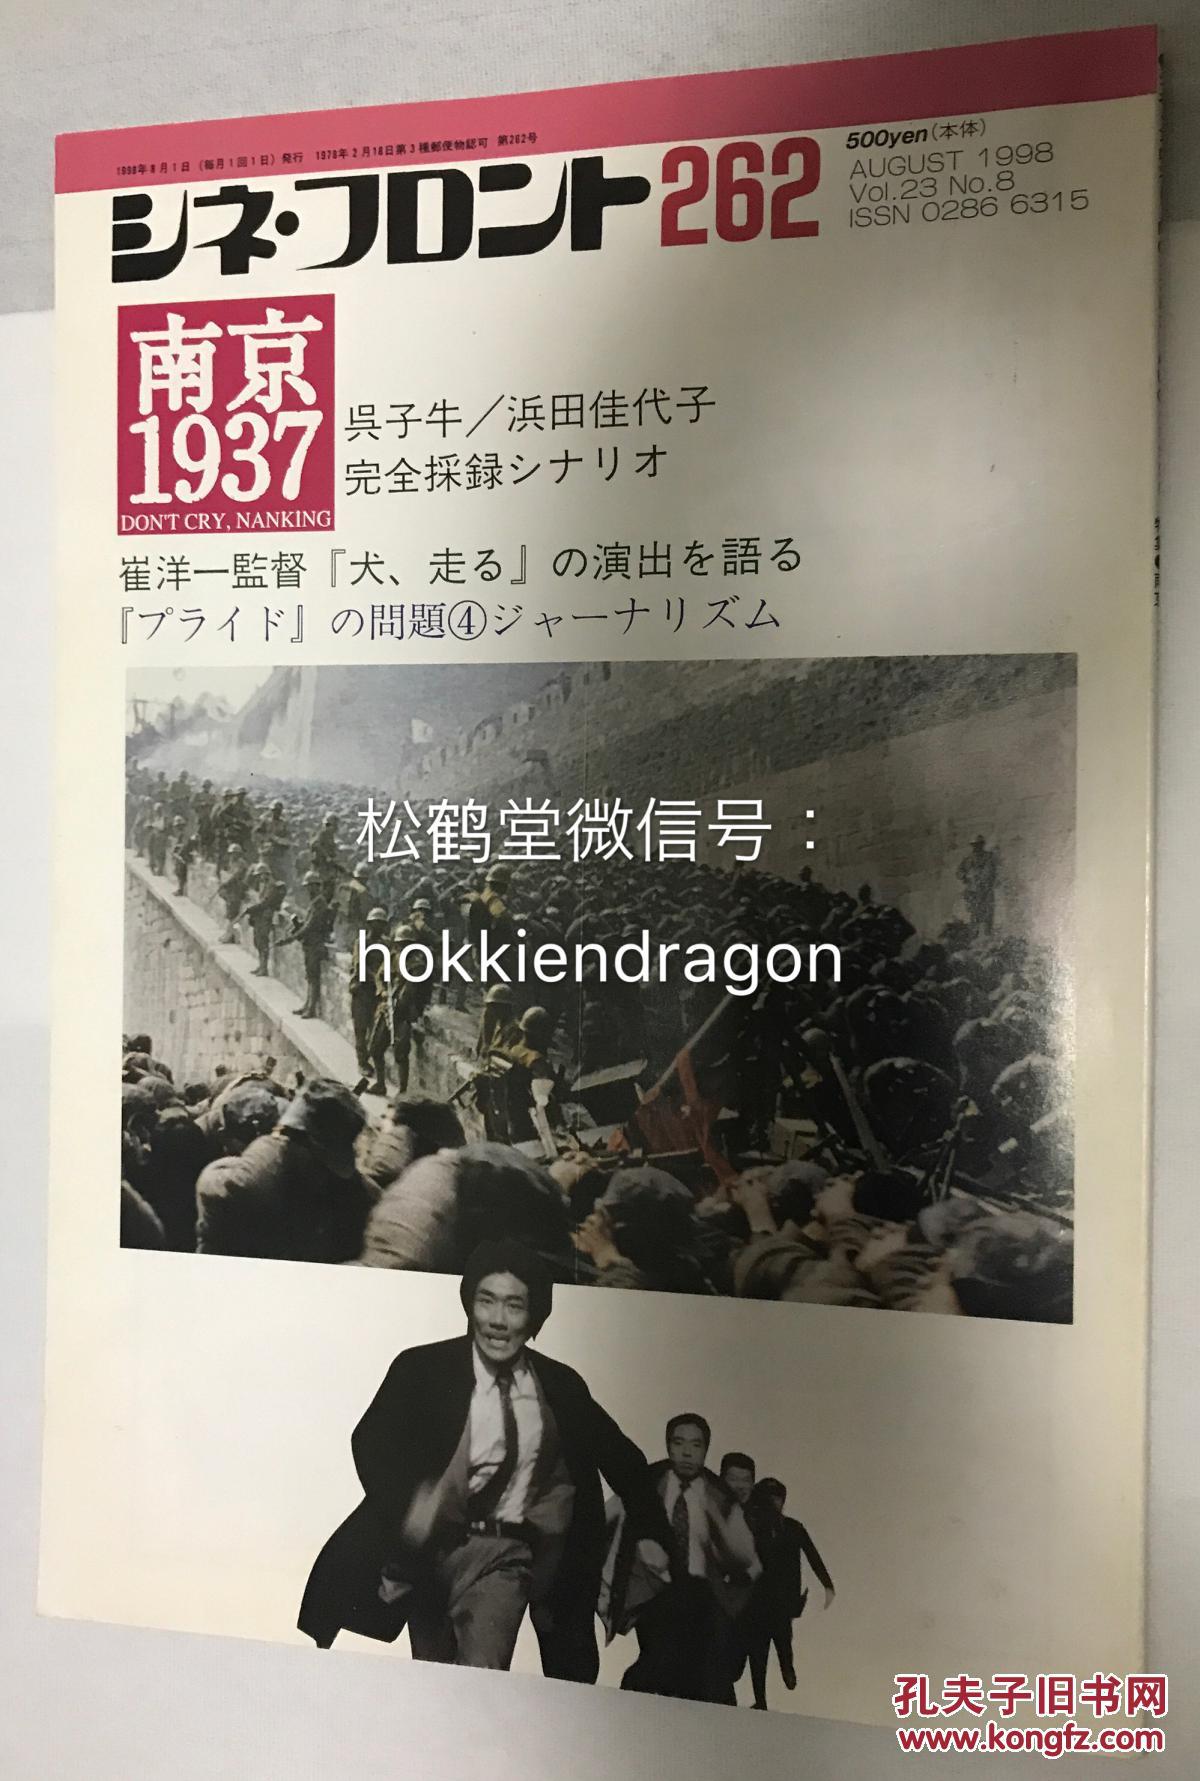 1998年8月1日(毎月1回1日)発行 1978年2月18日第3種郵便物認可 第262号
シネ・フロント262
500yen(本体)
AUGUST 1998
Vol.23 No.8
ISSN 0286 6315
南京
1937
DON'T CRY, NANKING
呉子牛/浜田佳代子
完全採録シナリオ
崔洋一監督『犬、走る』の演出を語る
『プライド』の問題④ジャーナリズム
松鹤堂微信号：
hokkiendragon
孔夫子旧书网
www.kongfz.com